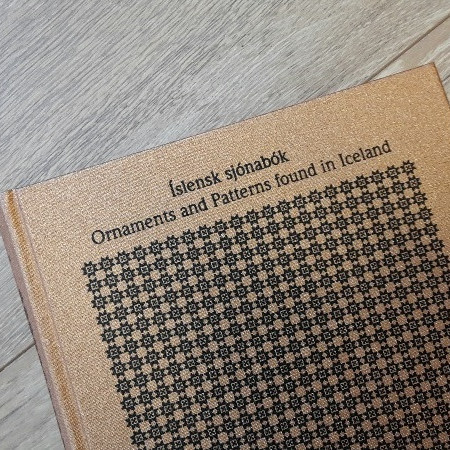 Íslensk sjónabók
Ornaments and Patterns found in Iceland